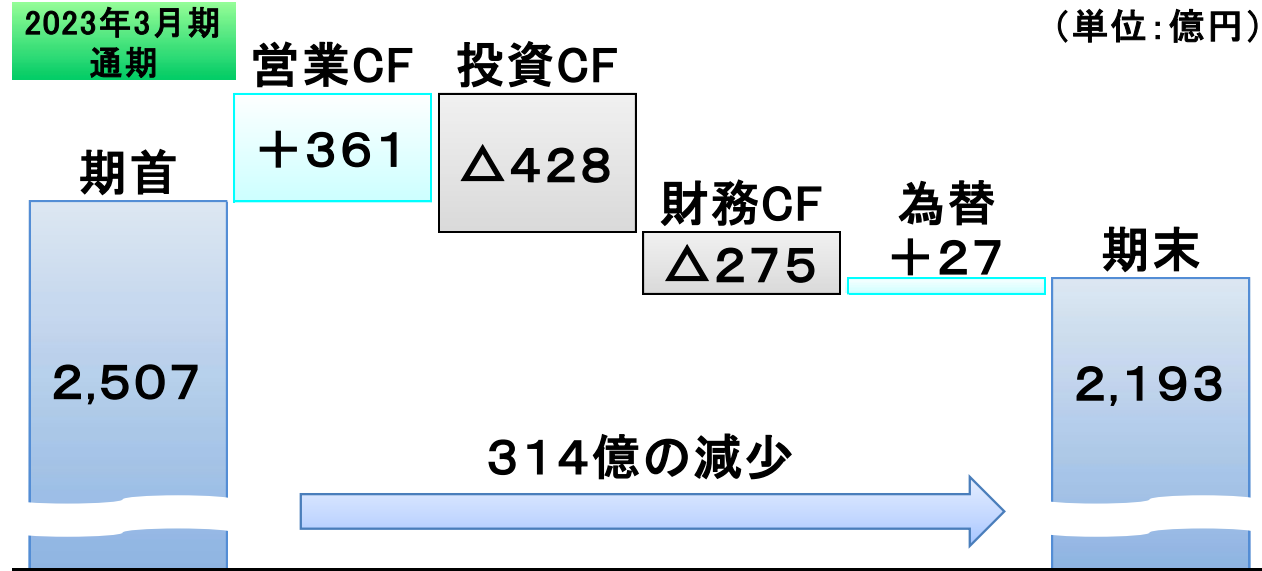 2023年3月期
通期
（単位：億円）
営業CF
投資CF
＋361
△428
期首
財務CF
為替
△275
＋27
期末
2,507
2,193
314億の減少